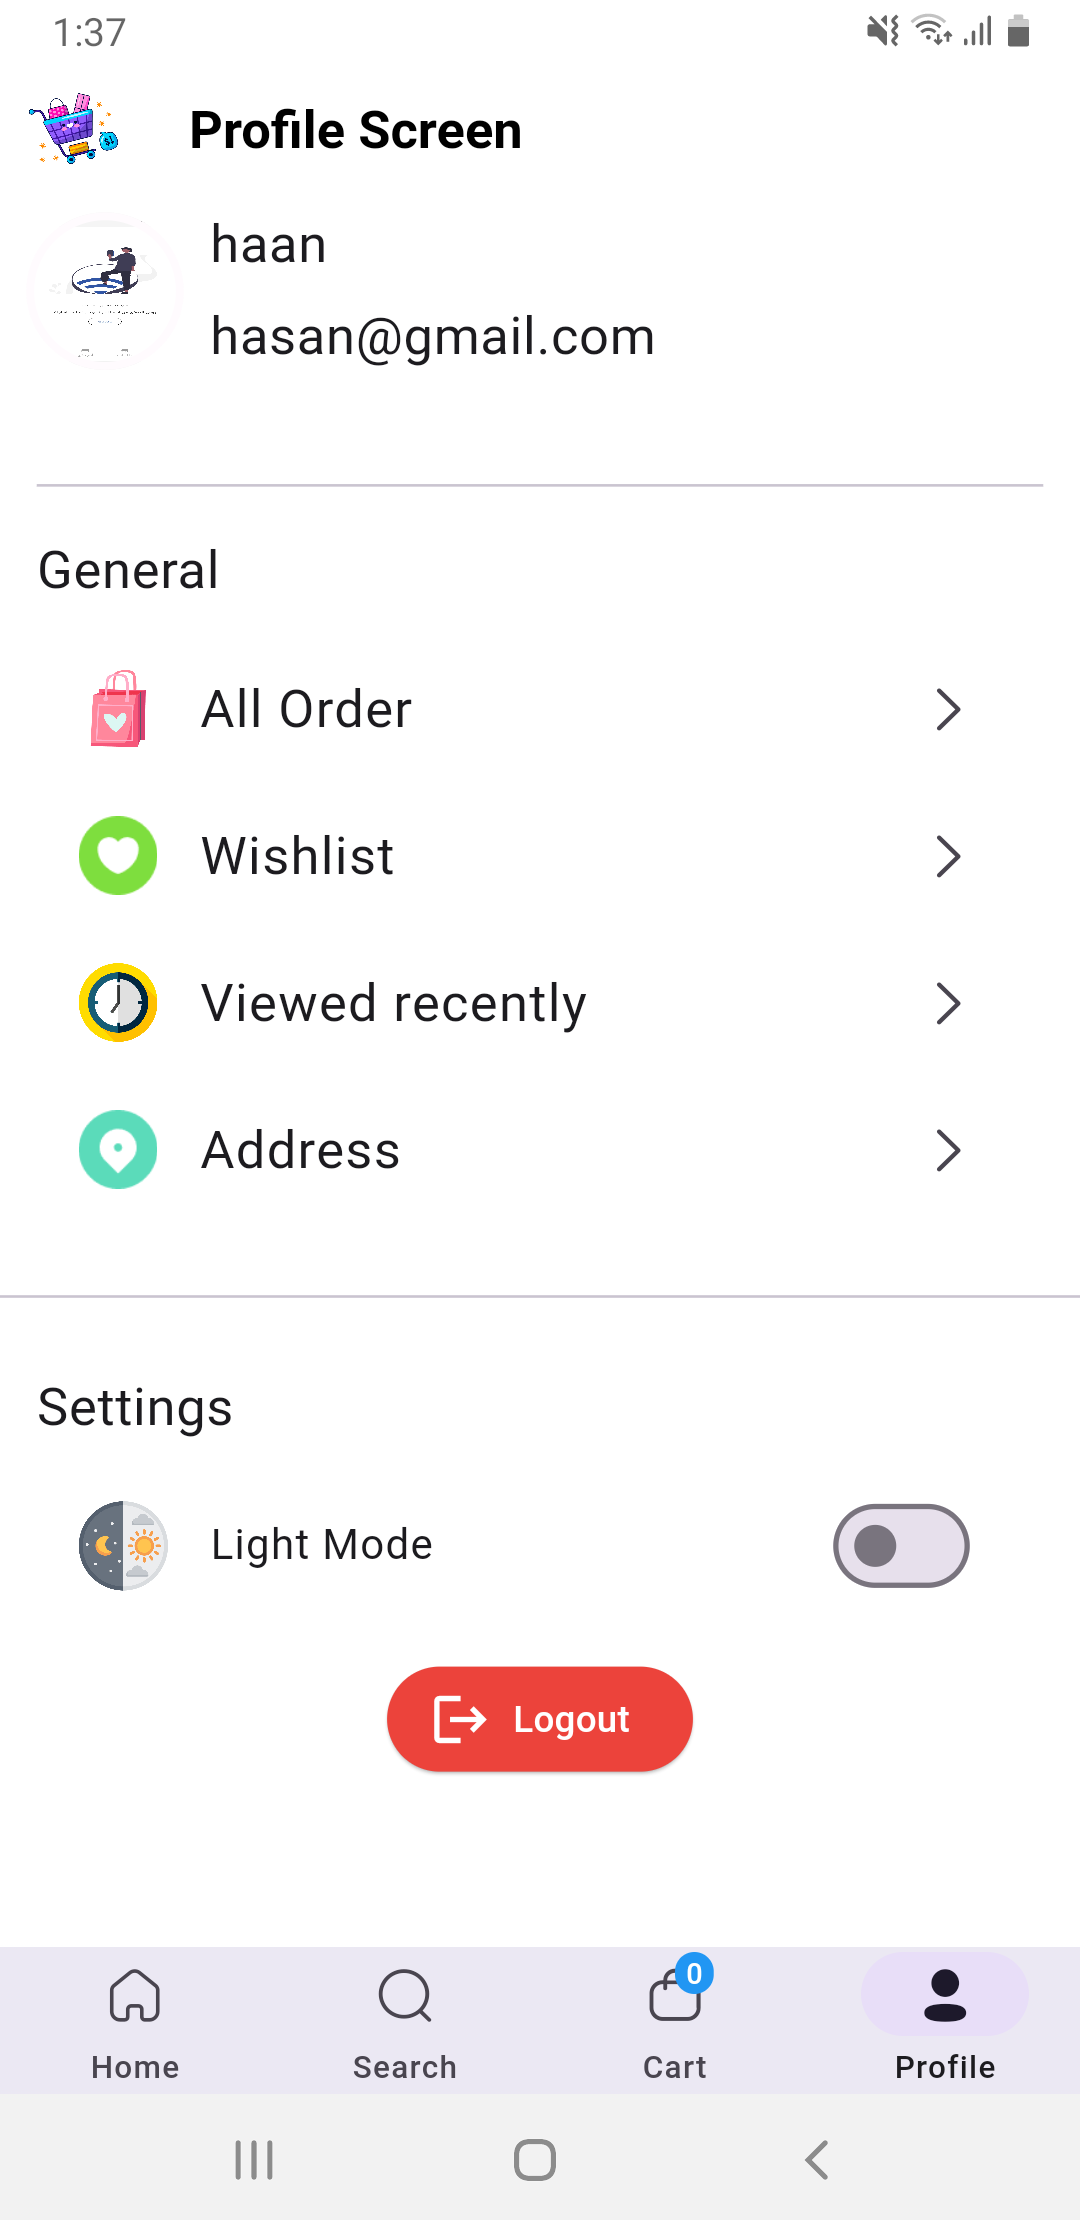 1:37
Profile Screen
haan
hasan@gmail.com
General
All Order
Wishlist
Viewed recently
Address
Settings
Light Mode
Logout
0
Home
Search
Cart
Profile